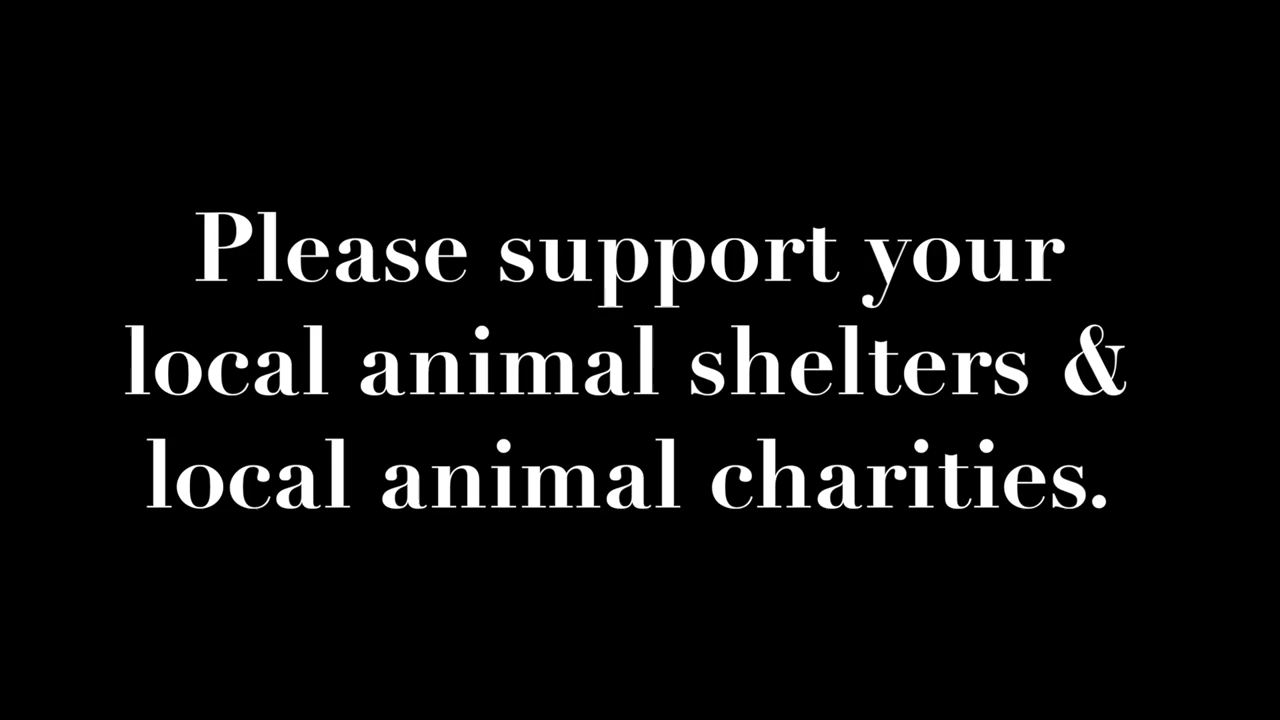 Please support your
local animal shelters &
local animal charities.